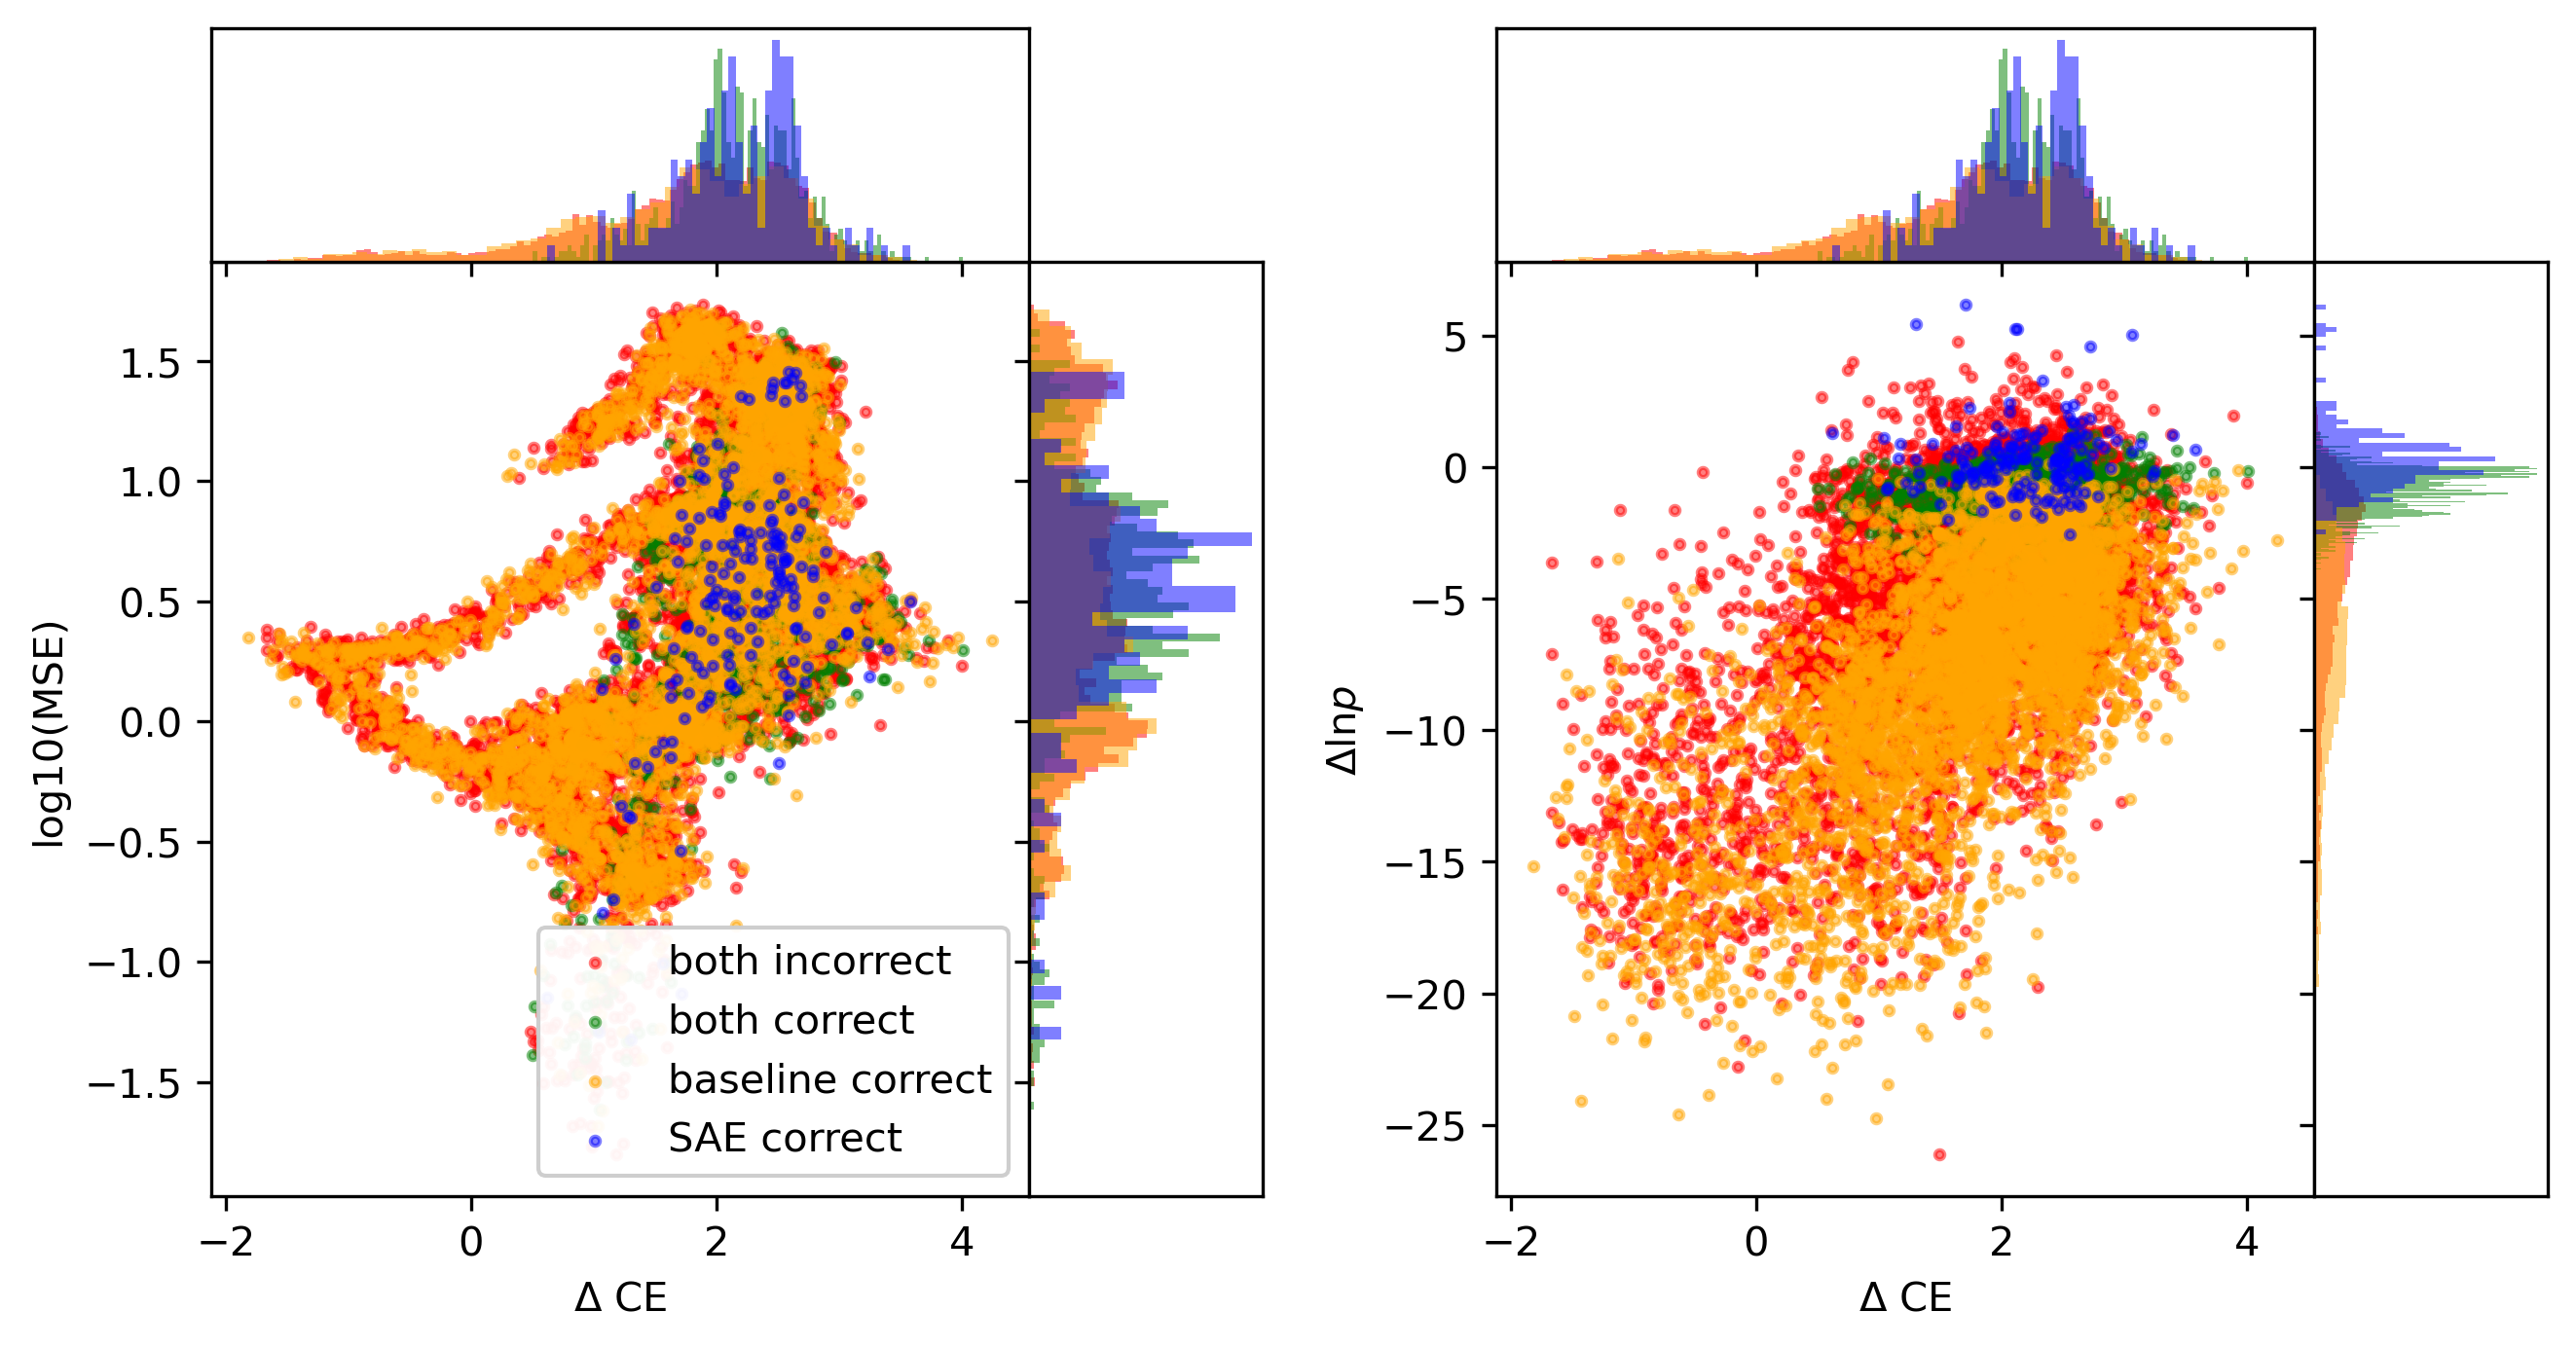 1.5
1.0
0.5
0.0
−0.5
−1.0
−1.5
log10(MSE)
−2 0 2 4
Δ CE
both incorrect
both correct
baseline correct
SAE correct
5
0
−5
−10
−15
−20
−25
Δlnp
−2 0 2 4
Δ CE